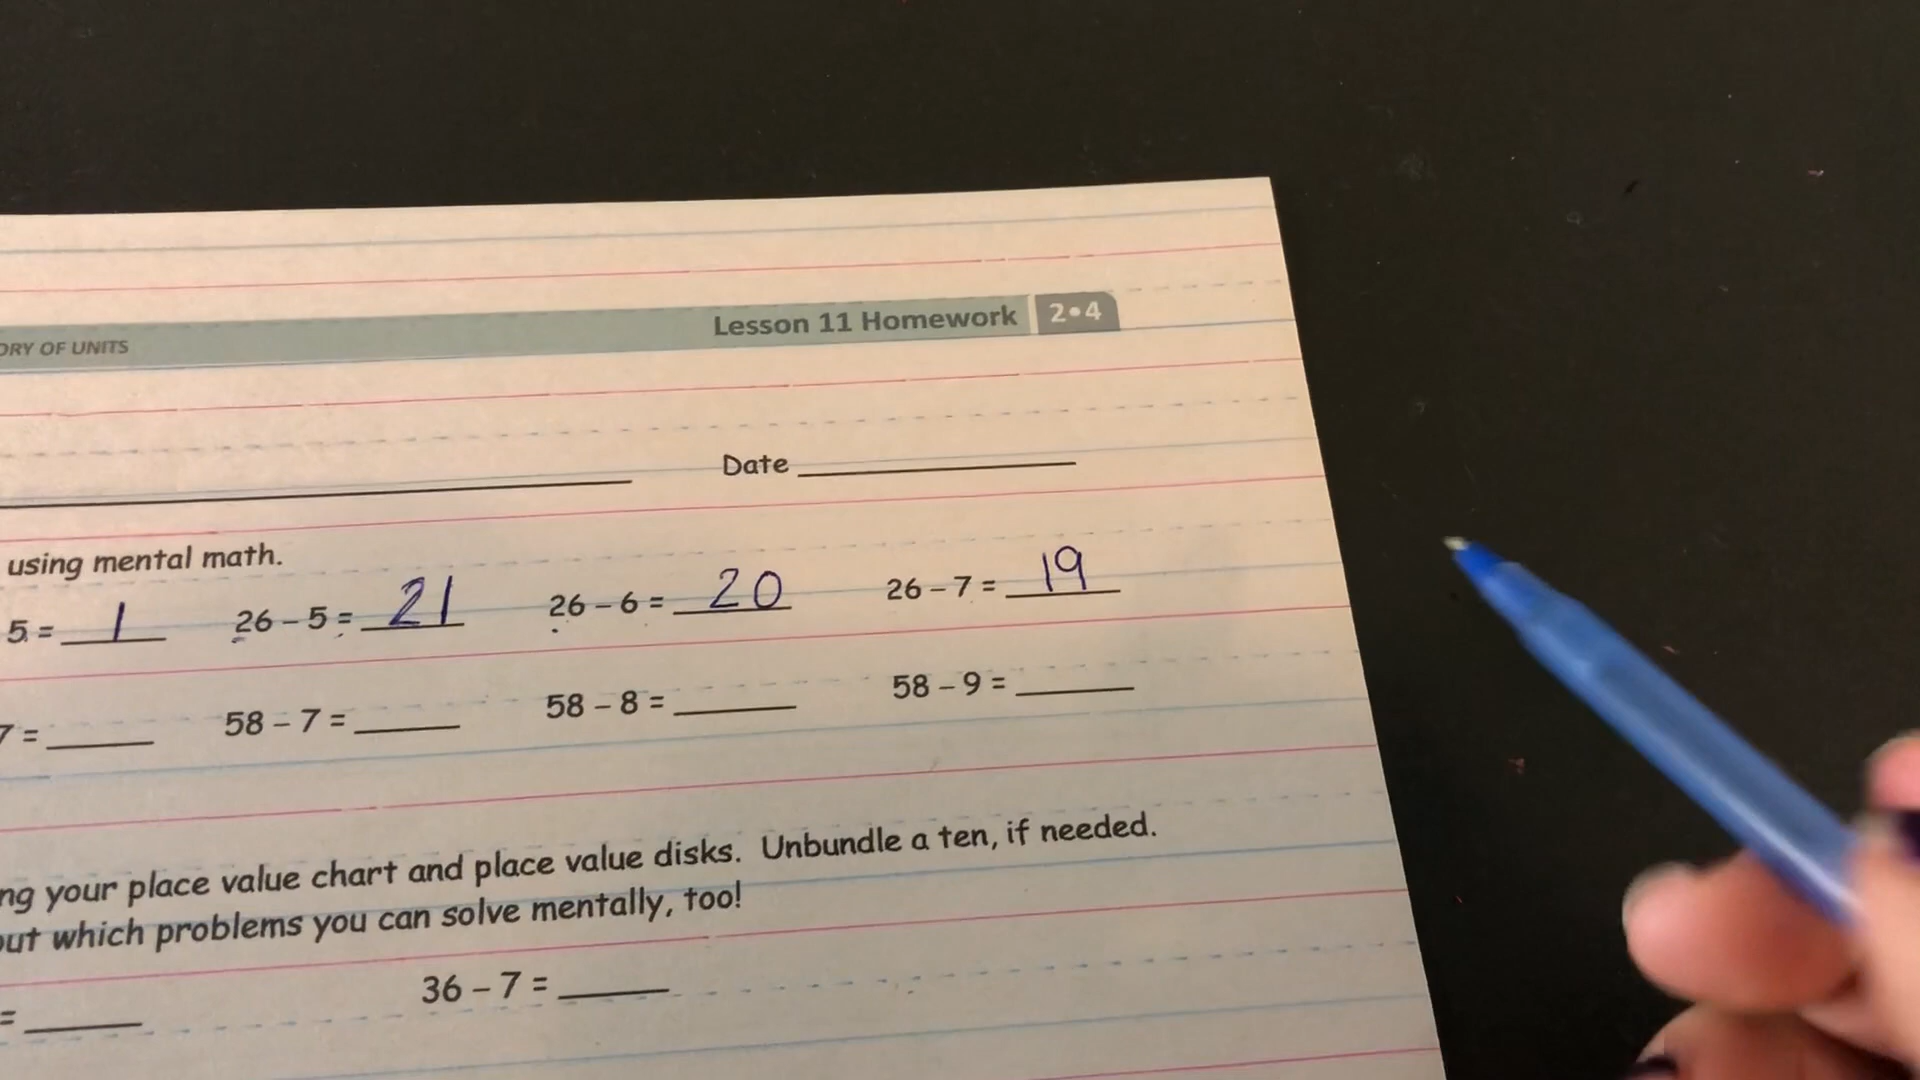 ORY OF UNITS Lesson 11 Homework 2•4
Date
using mental math.
5 = 1 26 – 5 = 21 26 – 6 = 20 26 – 7 = 19
7 = 58 – 7 = 58 – 8 = 58 – 9 =
ng your place value chart and place value disks. Unbundle a ten, if needed.
out which problems you can solve mentally, too!
= 36 – 7 =